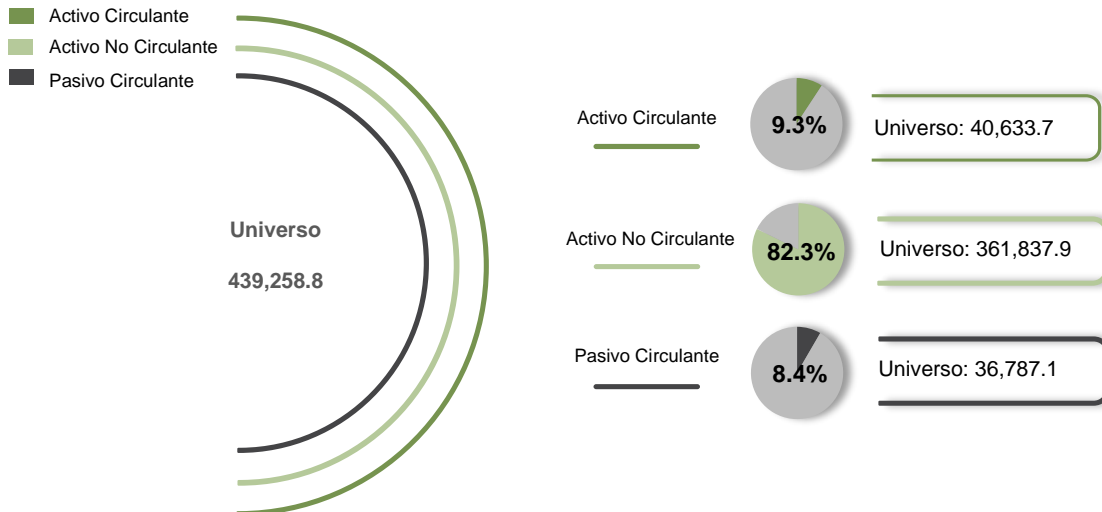 Activo Circulante
Activo No Circulante
Pasivo Circulante
Universo
439,258.8
Activo Circulante
9.3%
Universo: 40,633.7
Activo No Circulante
82.3%
Universo: 361,837.9
Pasivo Circulante
8.4%
Universo: 36,787.1